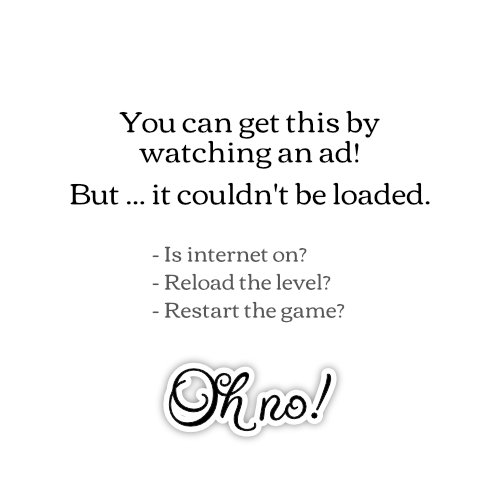 You can get this by
watching an ad!
But ... it couldn't be loaded.
- Is internet on?
- Reload the level?
- Restart the game?
Oh no!